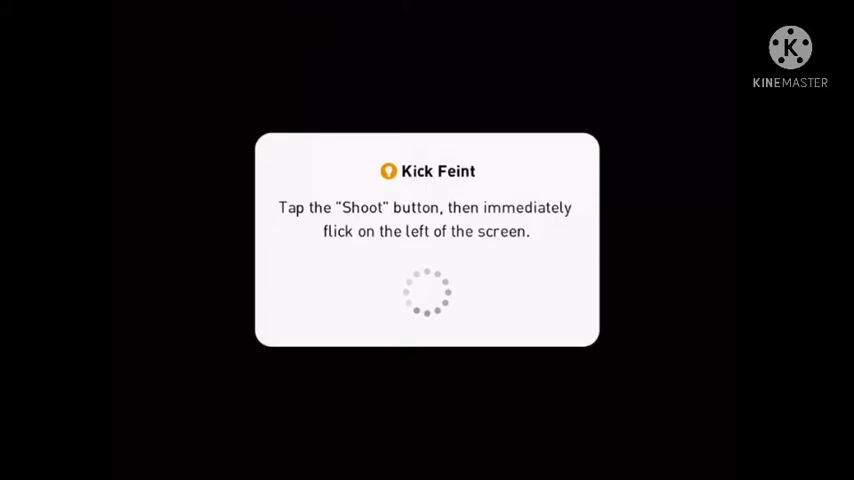 K
KINEMASTER
Kick Feint
Tap the "Shoot" button, then immediately
flick on the left of the screen.